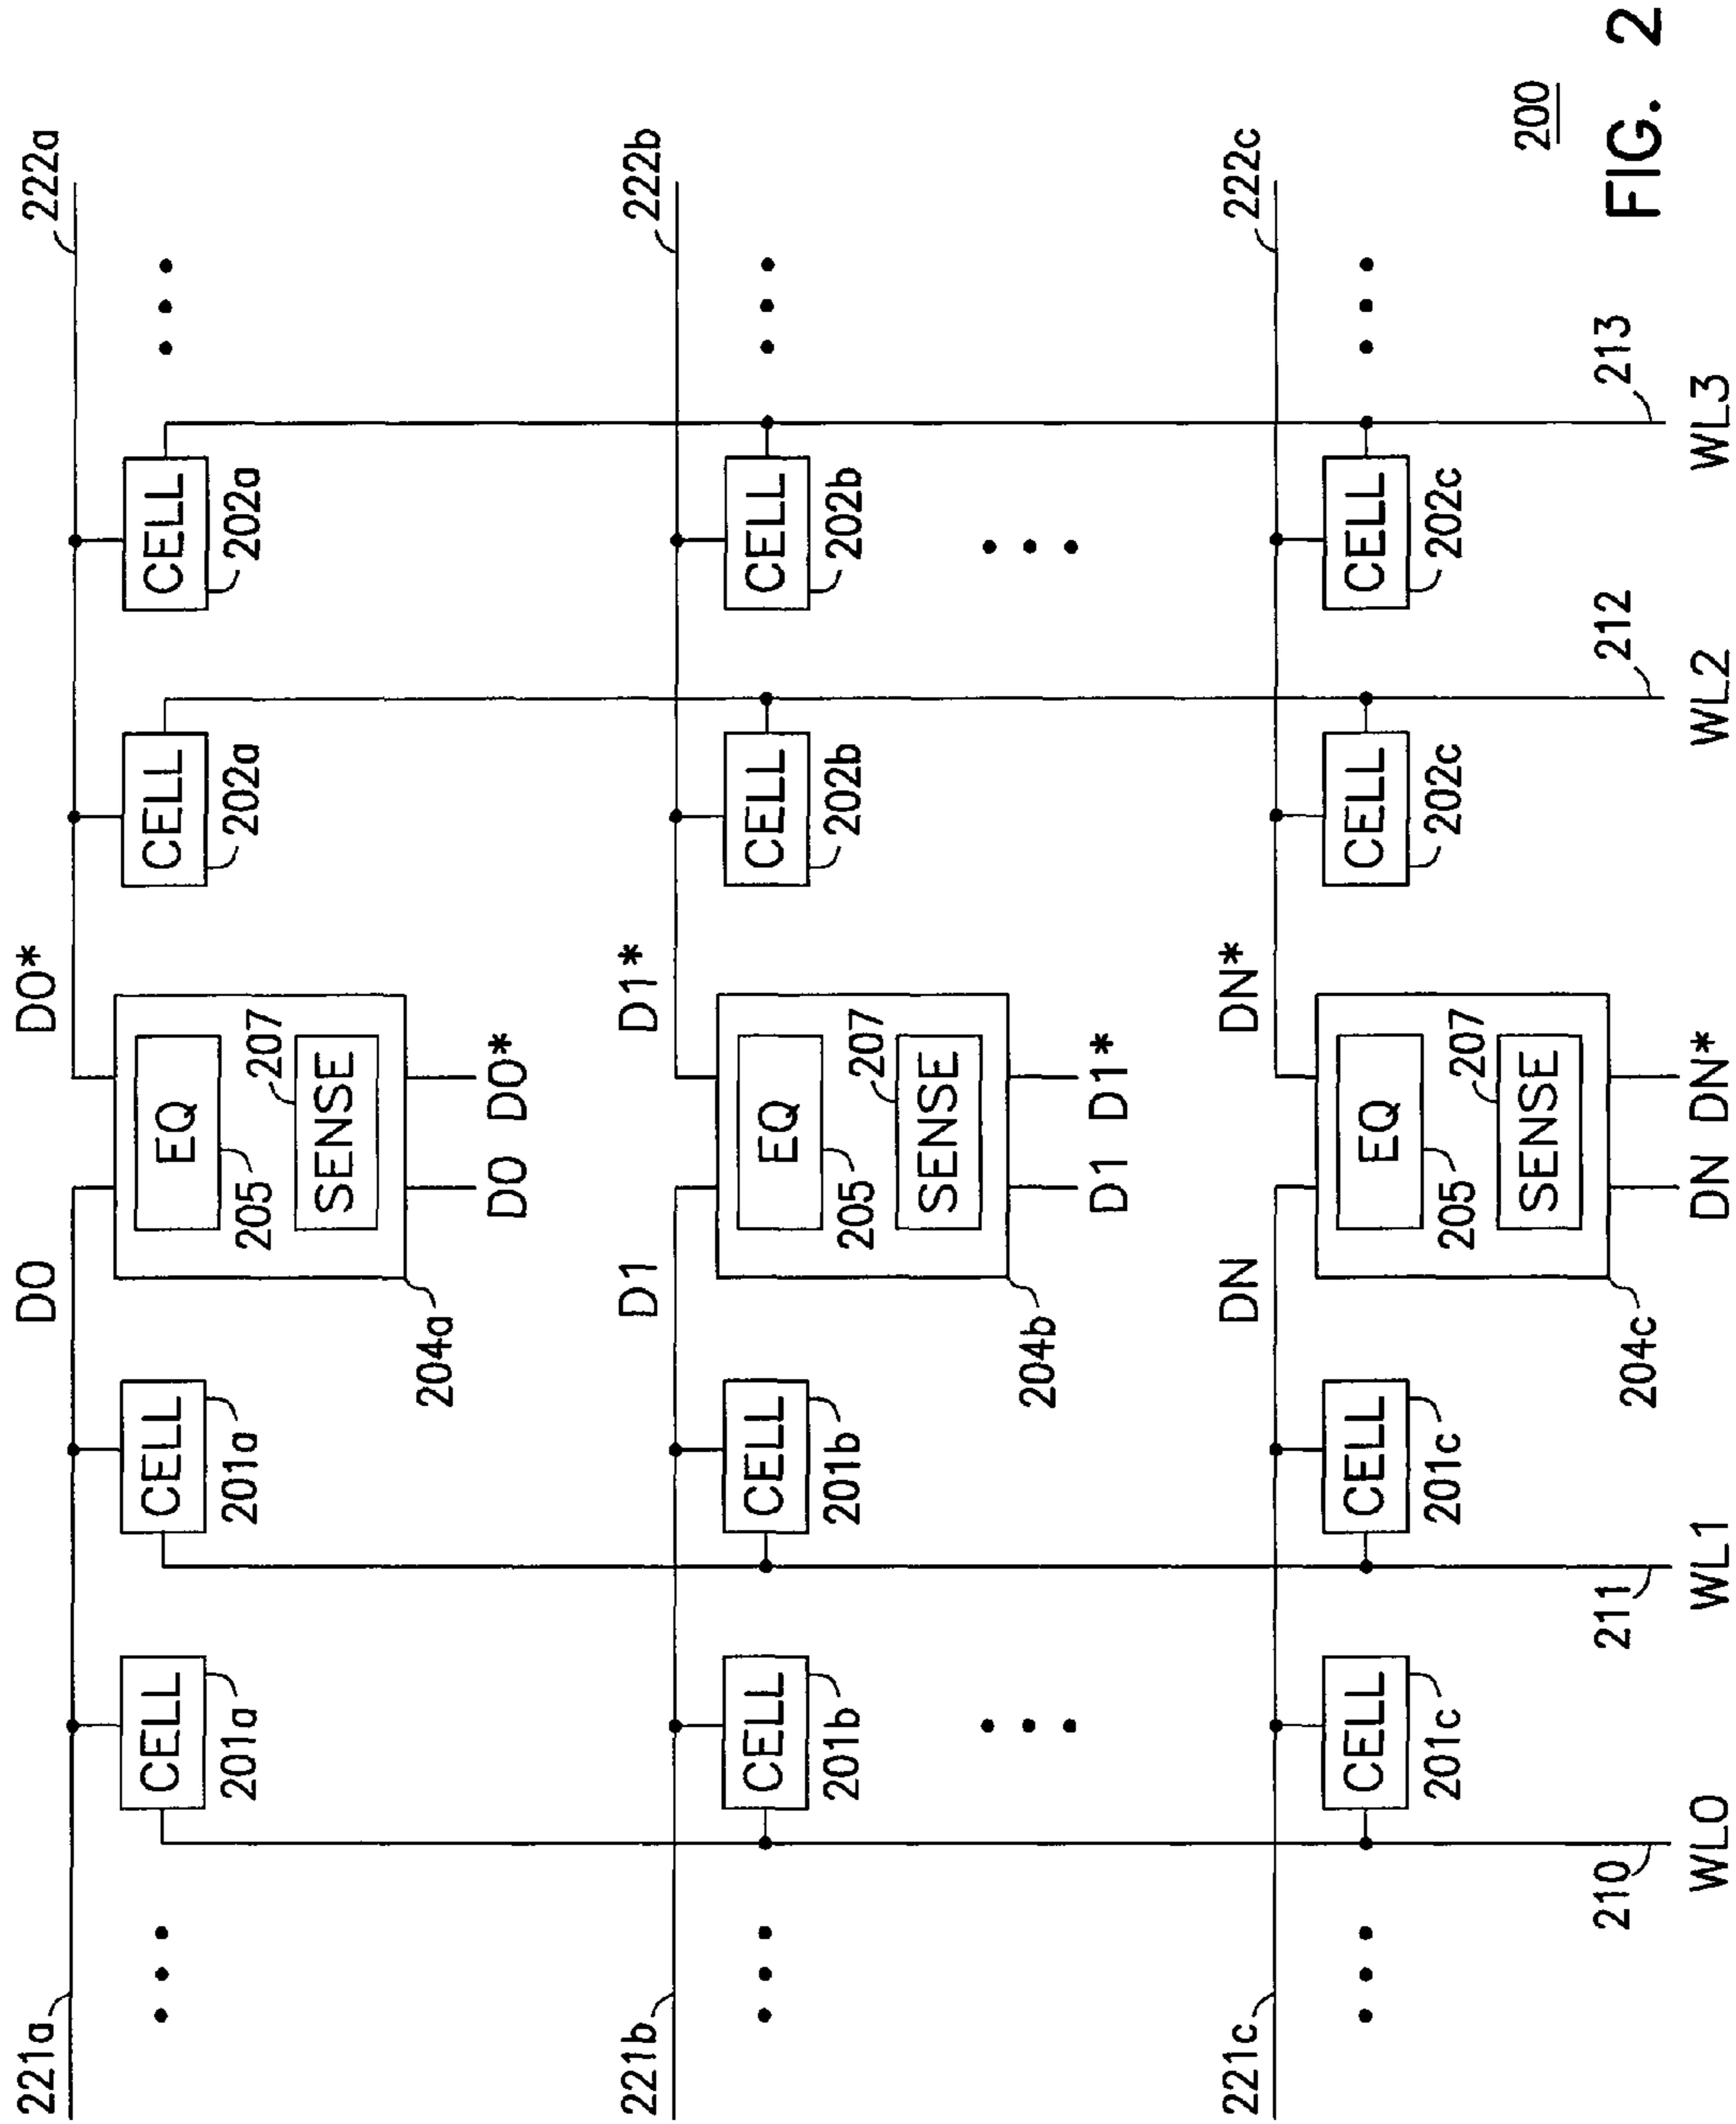 221a
D0
D0*
222a
CELL
CELL
EQ
CELL
CELL
201a
201a
205
SENSE
207
202a
202a
204a
D0 D0*
221b
D1
D1*
222b
CELL
CELL
EQ
CELL
CELL
201b
201b
205
SENSE
207
202b
202b
204b
D1 D1*
221c
DN
DN*
222c
CELL
CELL
EQ
CELL
CELL
201c
201c
205
SENSE
207
202c
202c
204c
210
211
212
213
WL0
WL1
DN DN*
WL2
WL3
200
FIG. 2